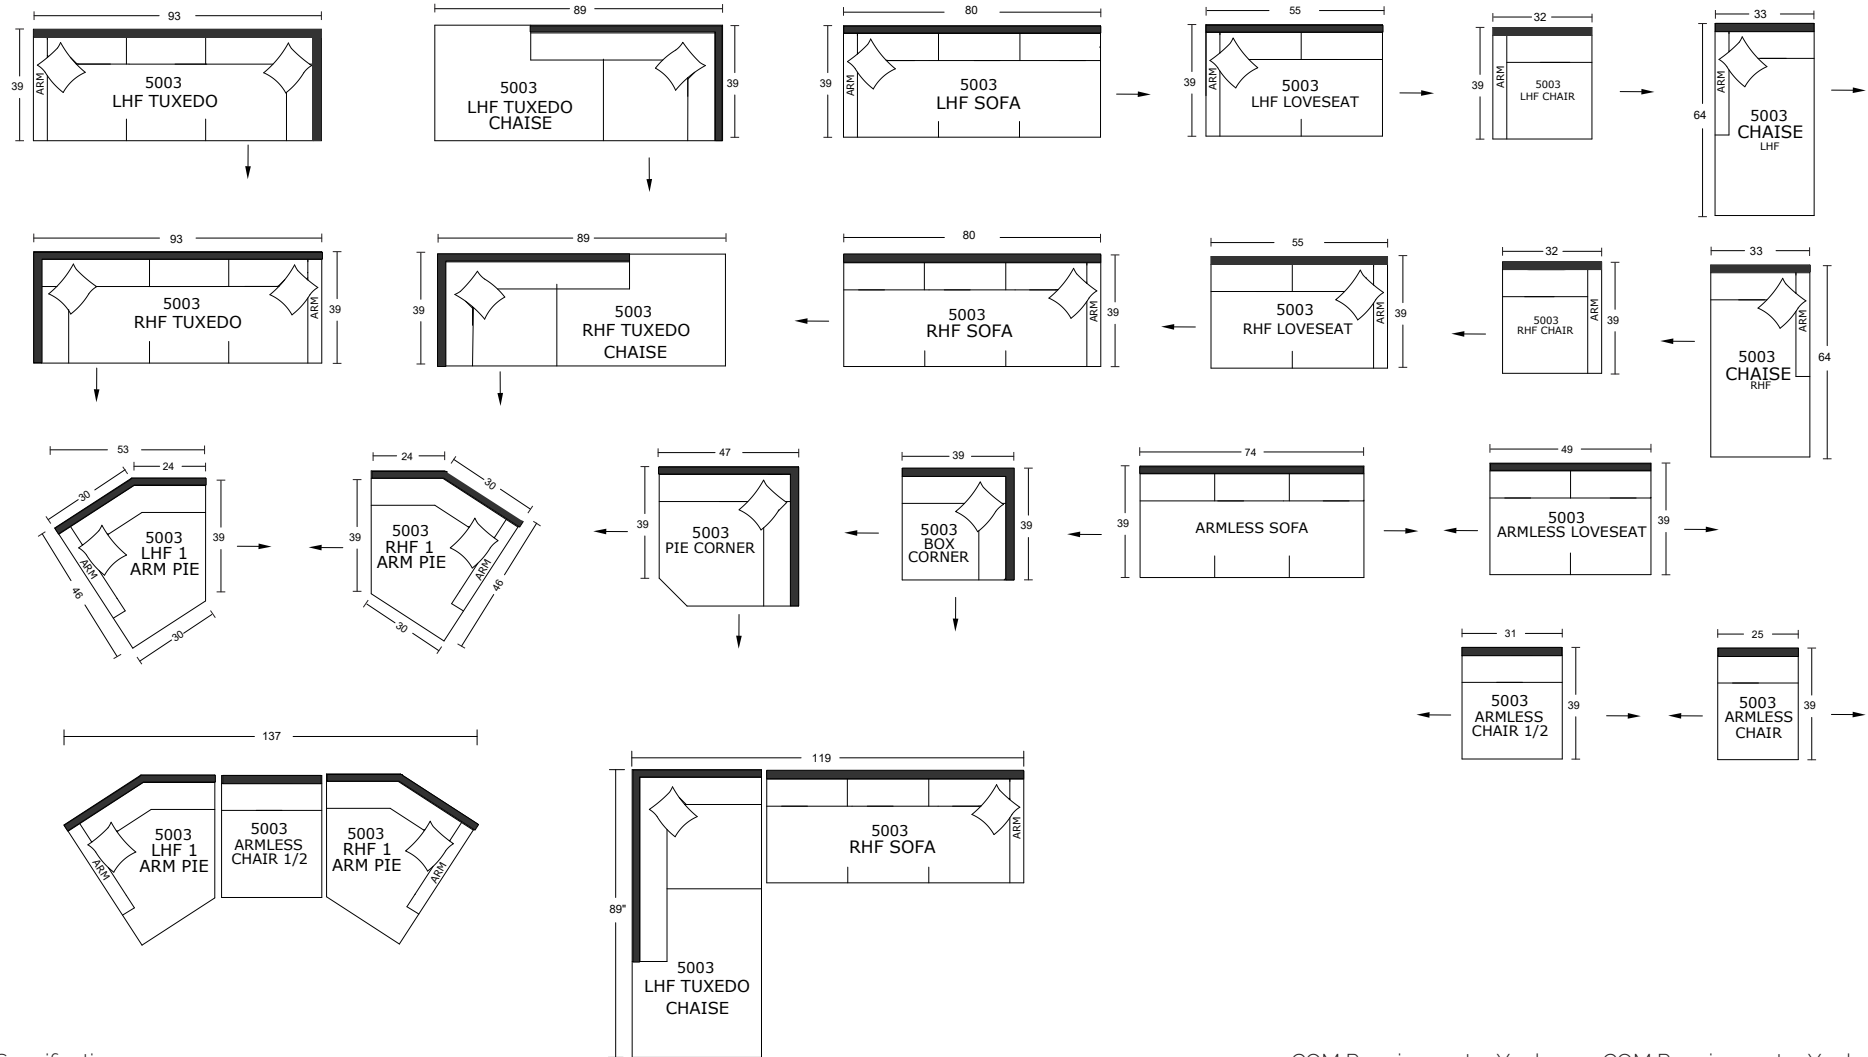 93
39
ARM
5003
LHF TUXEDO
89
5003
LHF TUXEDO
CHAISE
39
80
39
ARM
5003
LHF SOFA
55
39
ARM
5003
LHF LOVESEAT
32
39
ARM
5003
LHF CHAIR
33
64
ARM
5003
CHAISE
LHF
93
5003
RHF TUXEDO
ARM
39
89
39
5003
RHF TUXEDO
CHAISE
80
5003
RHF SOFA
ARM
39
55
5003
RHF LOVESEAT
ARM
39
32
5003
RHF CHAIR
ARM
39
33
ARM
5003
CHAISE
RHF
64
53
24
30
5003
LHF 1
ARM PIE
ARM
39
46
30
24
30
39
5003
RHF 1
ARM PIE
ARM
46
30
47
39
5003
PIE CORNER
39
5003
BOX
CORNER
39
74
39
ARMLESS SOFA
49
5003
ARMLESS LOVESEAT
39
31
5003
ARMLESS
CHAIR 1/2
39
25
5003
ARMLESS
CHAIR
39
137
5003
LHF 1
ARM PIE
ARM
5003
ARMLESS
CHAIR 1/2
5003
RHF 1
ARM PIE
ARM
119
89"
5003
RHF SOFA
ARM
5003
LHF TUXEDO
CHAISE